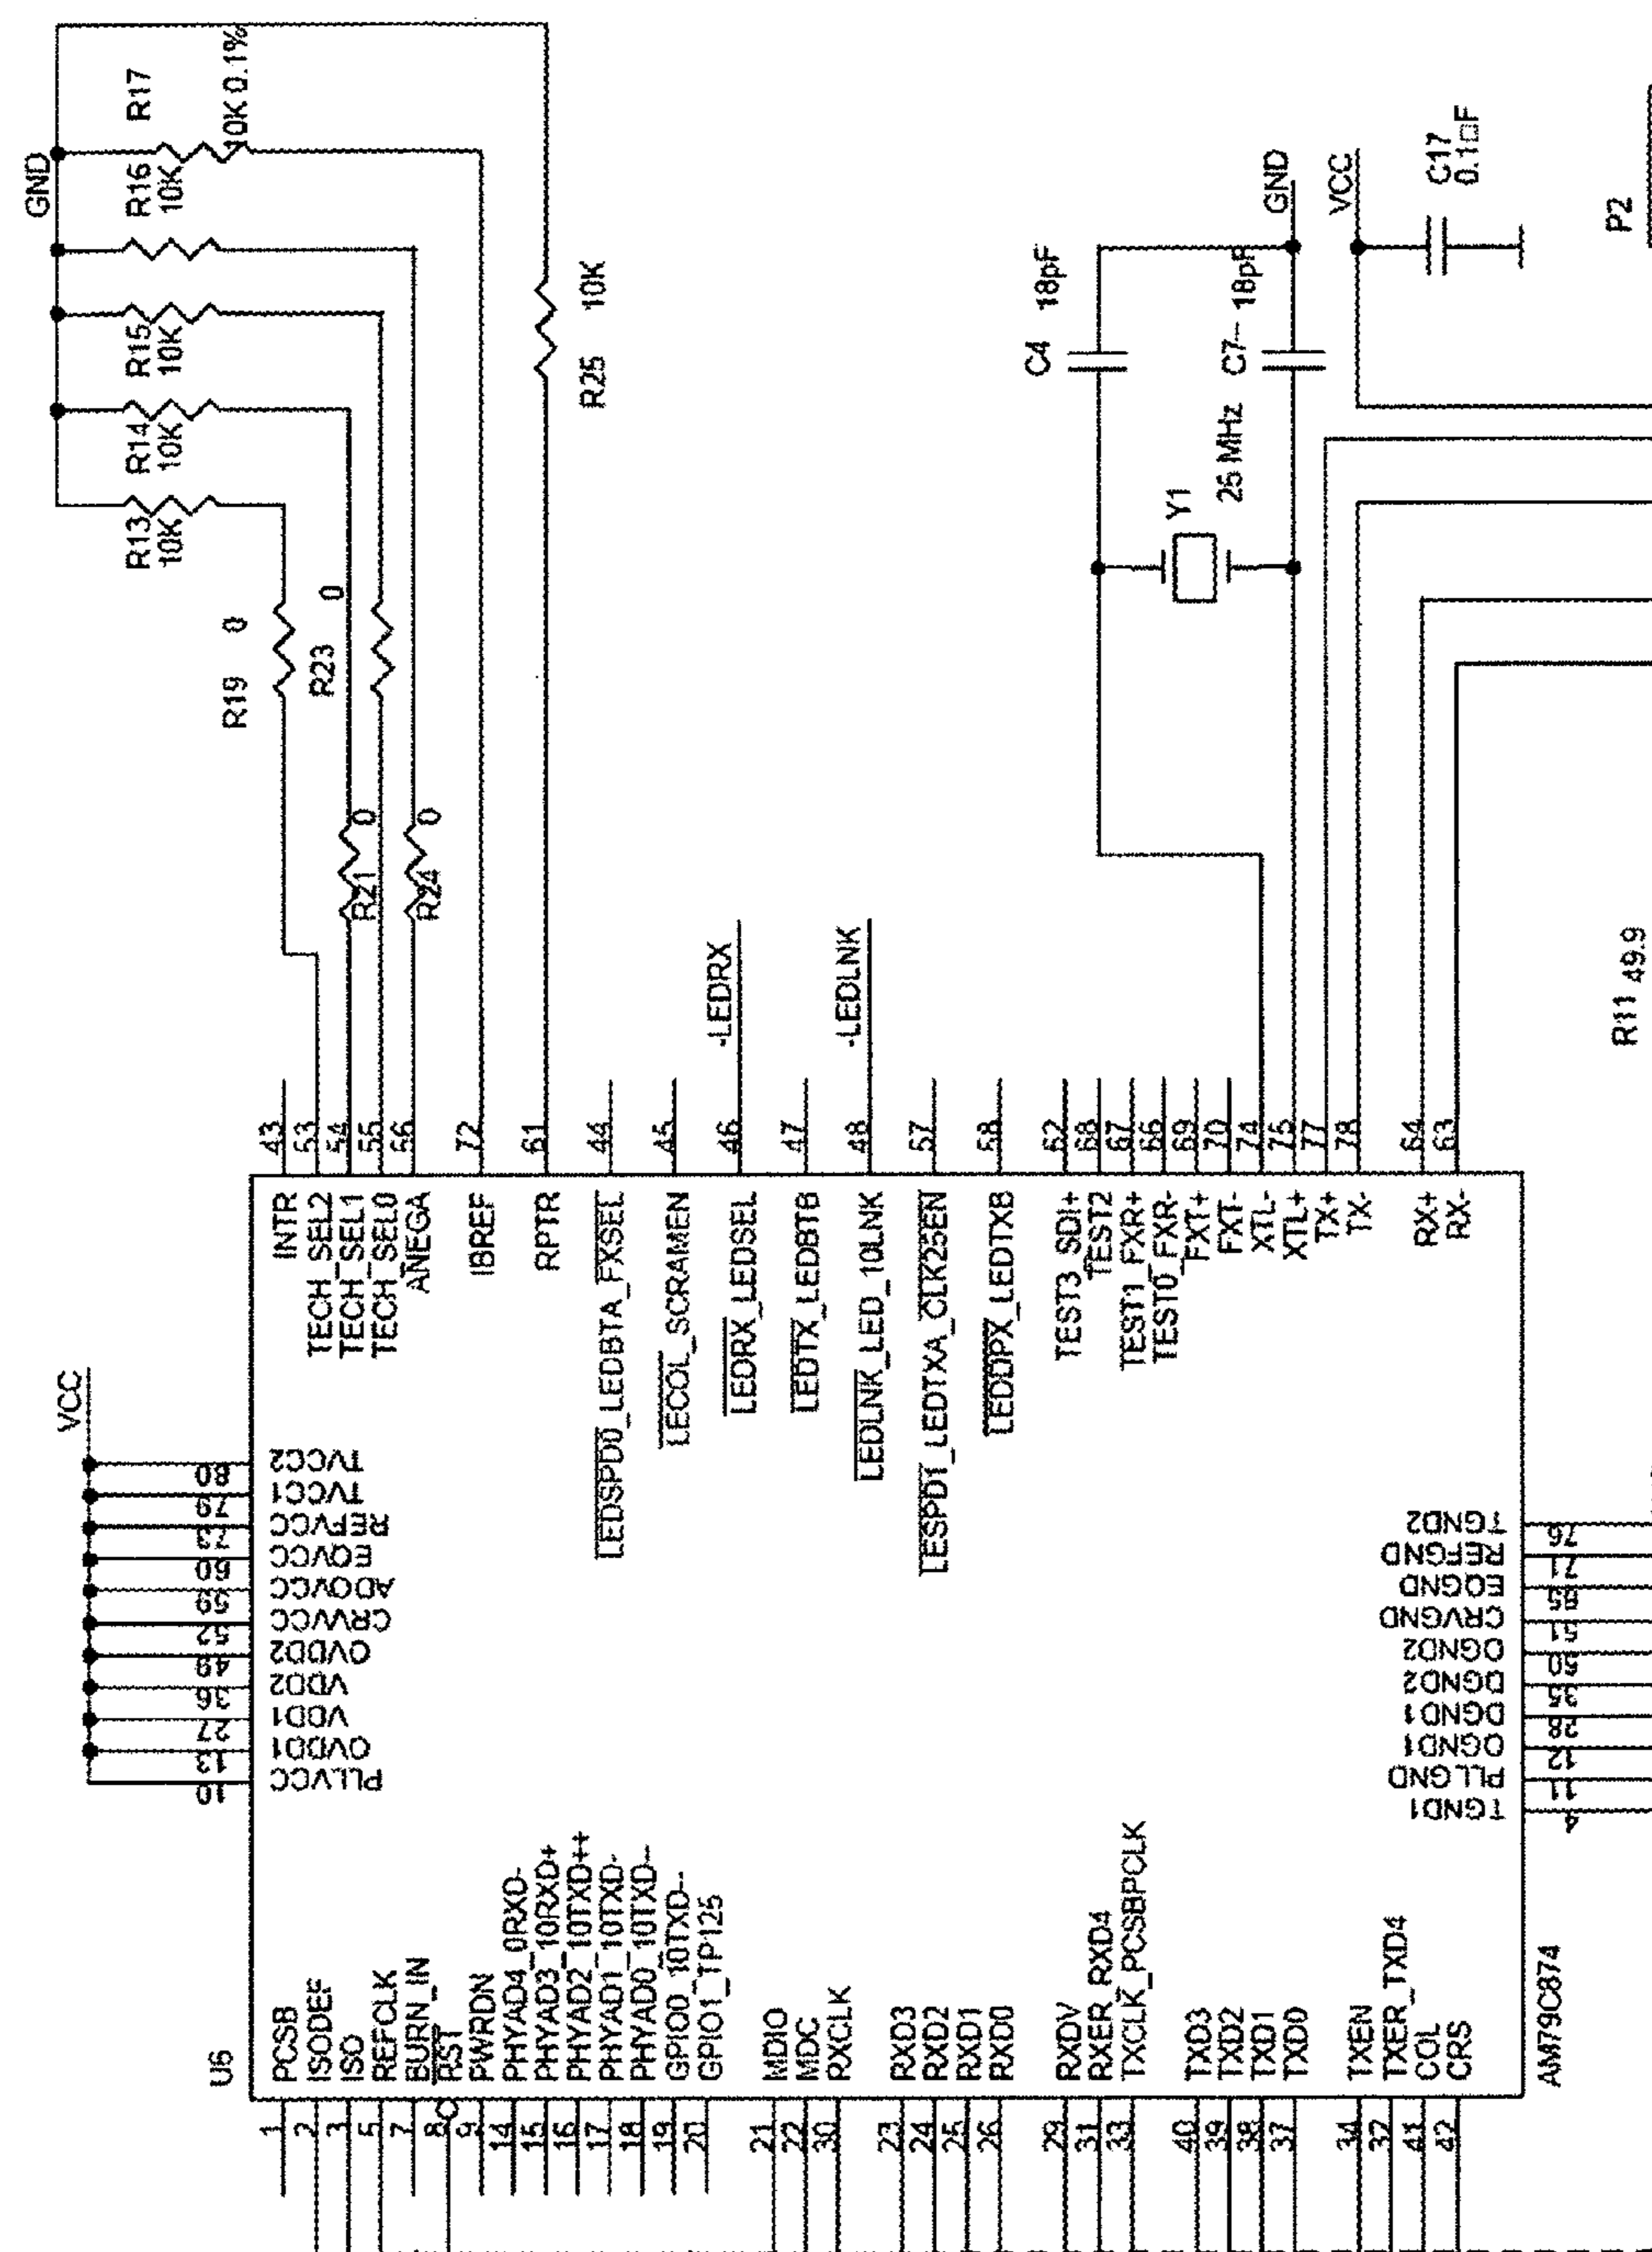 GND
R17
10K 0.1%
R16
10K
R15
10K
R14
10K
R13
10K
R19 0
R23 0
R21 0
R24 0
R25 10K
C4 18pF
GND
C7 18pF
Y1
25 MHz
VCC
C17
0.1□F
P2
R11 49.9
-LEDRX
-LEDLNK
43 INTR
53 TECH_SEL2
54 TECH_SEL1
55 TECH_SEL0
56 ANEGA
72 IBREF
61 RPTR
44 LEDSPD0_LEDBTA_FXSEL
45 LECOL_SCRAMEN
46 LEDRX_LEDSEL
47 LEDTX_LEDBTB
48 LEDLNK_LED_10LNK
57 LESPD1_LEDTXA_CLK25EN
58 LEDDPX_LEDTXB
62 TEST3_SDI+
68 TEST2
67 TEST1_FXR+
66 TEST0_FXR-
69 FXT+
70 FXT-
74 XTL-
75 XTL+
77 TX+
78 TX-
64 RX+
63 RX-
VCC
80 TVCC2
79 TVCC1
73 REFVCC
60 EQVCC
59 ADOVCC
52 CRVVCC
49 OVDD2
36 VDD2
27 VDD1
13 OVDD1
10 PLLVCC
76 TGND2
71 REFGND
65 EQGND
51 CRVGND
50 OGND2
35 DGND2
28 DGND1
12 OGND1
11 PLLGND
4 TGND1
U6
1 PCSB
2 ISODEF
3 ISO
5 REFCLK
7 BURN_IN
8 RST
9 PWRDN
14 PHYAD4_0RXD-
15 PHYAD3_10RXD+
16 PHYAD2_10TXD++
17 PHYAD1_10TXD-
18 PHYAD0_10TXD--
19 GPIO0_10TXD--
20 GPIO1_TP125
21 MDIO
22 MDC
30 RXCLK
23 RXD3
24 RXD2
25 RXD1
26 RXD0
29 RXDV
31 RXER_RXD4
33 TXCLK_PCSBPCLK
40 TXD3
39 TXD2
38 TXD1
37 TXD0
34 TXEN
32 TXER_TXD4
41 COL
42 CRS
AM79C874